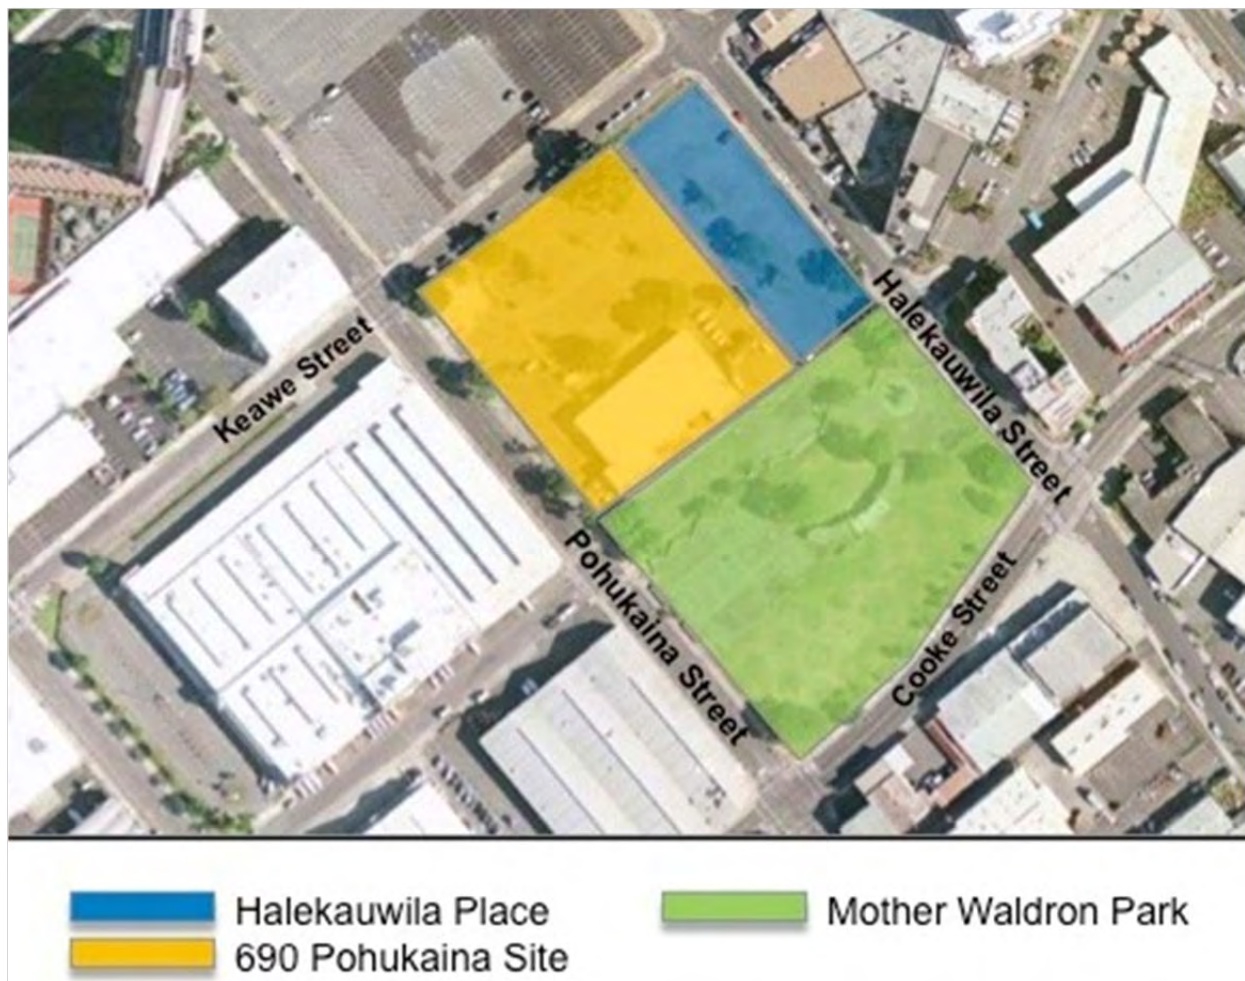 Keawe Street
Halekauwila Street
Pohukaina Street
Cooke Street
Halekauwila Place
690 Pohukaina Site
Mother Waldron Park